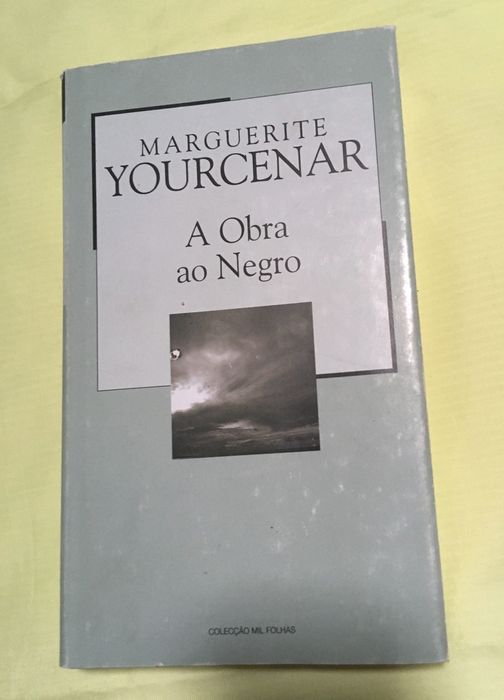 MARGUERITE
YOURCENAR
A Obra
ao Negro
COLECÇÃO MIL FOLHAS